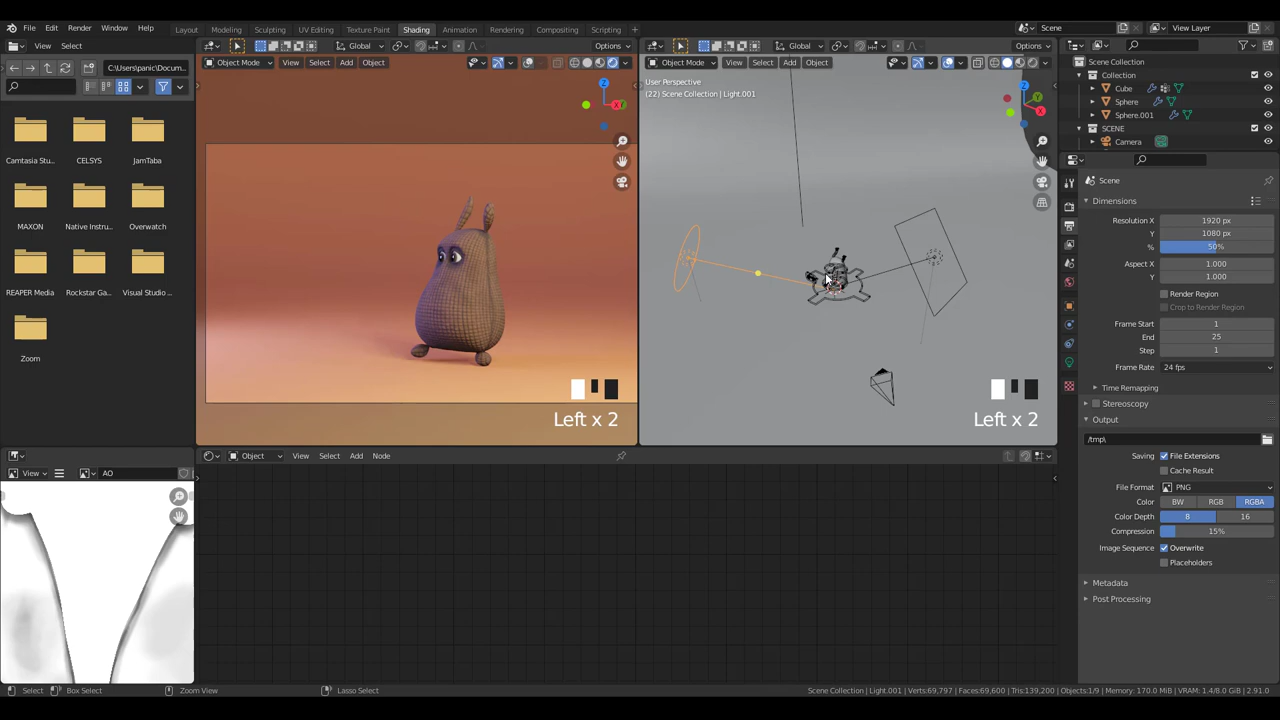 File Edit Render Window Help Layout Modeling Sculpting UV Editing Texture Paint Shading Animation Rendering Compositing Scripting + Scene View Layer
View Select Global Options Global Options
C:\Users\panic\Docum... Object Mode View Select Add Object Object Mode View Select Add Object Scene Collection
Collection
User Perspective
(22) Scene Collection | Light.001
Cube
Sphere
Sphere.001
SCENE
Camera
Camtasia Stu... CELSYS JamTaba
MAXON Native Instru... Overwatch
REAPER Media Rockstar Ga... Visual Studio ...
Zoom
Z
X
Y
Z
Y
X
Left x 2
Left x 2
Scene
Dimensions
Resolution X 1920 px
Y 1080 px
% 50%
Aspect X 1.000
Y 1.000
Render Region
Crop to Render Region
Frame Start 1
End 25
Step 1
Frame Rate 24 fps
Time Remapping
Stereoscopy
Output
/tmp\
Saving File Extensions
Cache Result
File Format PNG
Color BW RGB RGBA
Color Depth 8 16
Compression 15%
Image Sequence Overwrite
Placeholders
Metadata
Post Processing
Object View Select Add Node
View AO
Select Box Select Zoom View Lasso Select Scene Collection | Light.001 | Verts:69,797 | Faces:69,600 | Tris:139,200 | Objects:1/9 | Memory: 170.0 MiB | VRAM: 1.4/8.0 GiB | 2.91.0